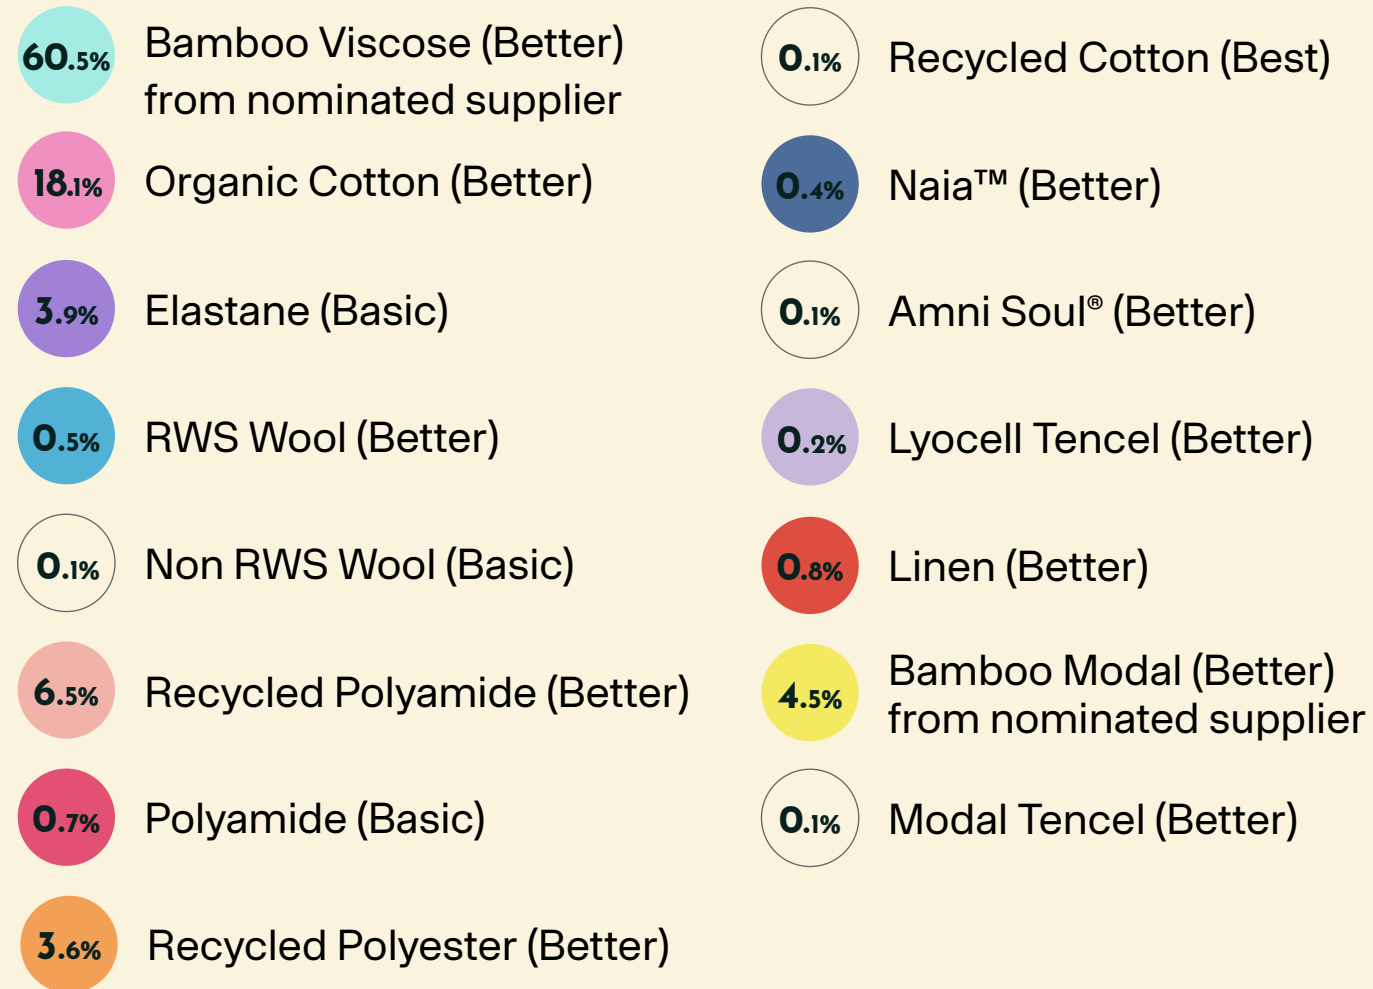 60.5% Bamboo Viscose (Better)
from nominated supplier
18.1% Organic Cotton (Better)
3.9% Elastane (Basic)
0.5% RWS Wool (Better)
0.1% Non RWS Wool (Basic)
6.5% Recycled Polyamide (Better)
0.7% Polyamide (Basic)
3.6% Recycled Polyester (Better)
0.1% Recycled Cotton (Best)
0.4% Naia™ (Better)
0.1% Amni Soul® (Better)
0.2% Lyocell Tencel (Better)
0.8% Linen (Better)
4.5% Bamboo Modal (Better)
from nominated supplier
0.1% Modal Tencel (Better)